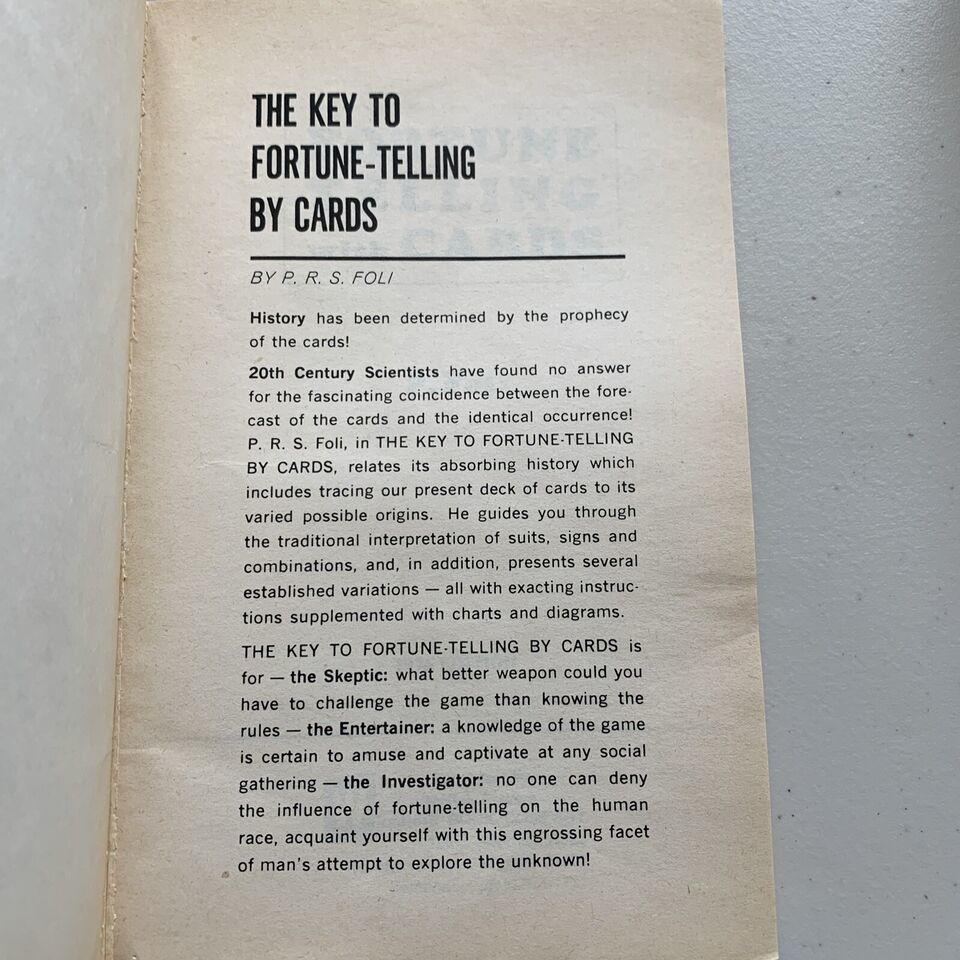 THE KEY TO
FORTUNE-TELLING
BY CARDS
BY P. R. S. FOLI
History has been determined by the prophecy
of the cards!
20th Century Scientists have found no answer
for the fascinating coincidence between the fore-
cast of the cards and the identical occurrence!
P. R. S. Foli, in THE KEY TO FORTUNE-TELLING
BY CARDS, relates its absorbing history which
includes tracing our present deck of cards to its
varied possible origins. He guides you through
the traditional interpretation of suits, signs and
combinations, and, in addition, presents several
established variations — all with exacting instruc-
tions supplemented with charts and diagrams.
THE KEY TO FORTUNE-TELLING BY CARDS is
for — the Skeptic: what better weapon could you
have to challenge the game than knowing the
rules — the Entertainer: a knowledge of the game
is certain to amuse and captivate at any social
gathering — the Investigator: no one can deny
the influence of fortune-telling on the human
race, acquaint yourself with this engrossing facet
of man's attempt to explore the unknown!